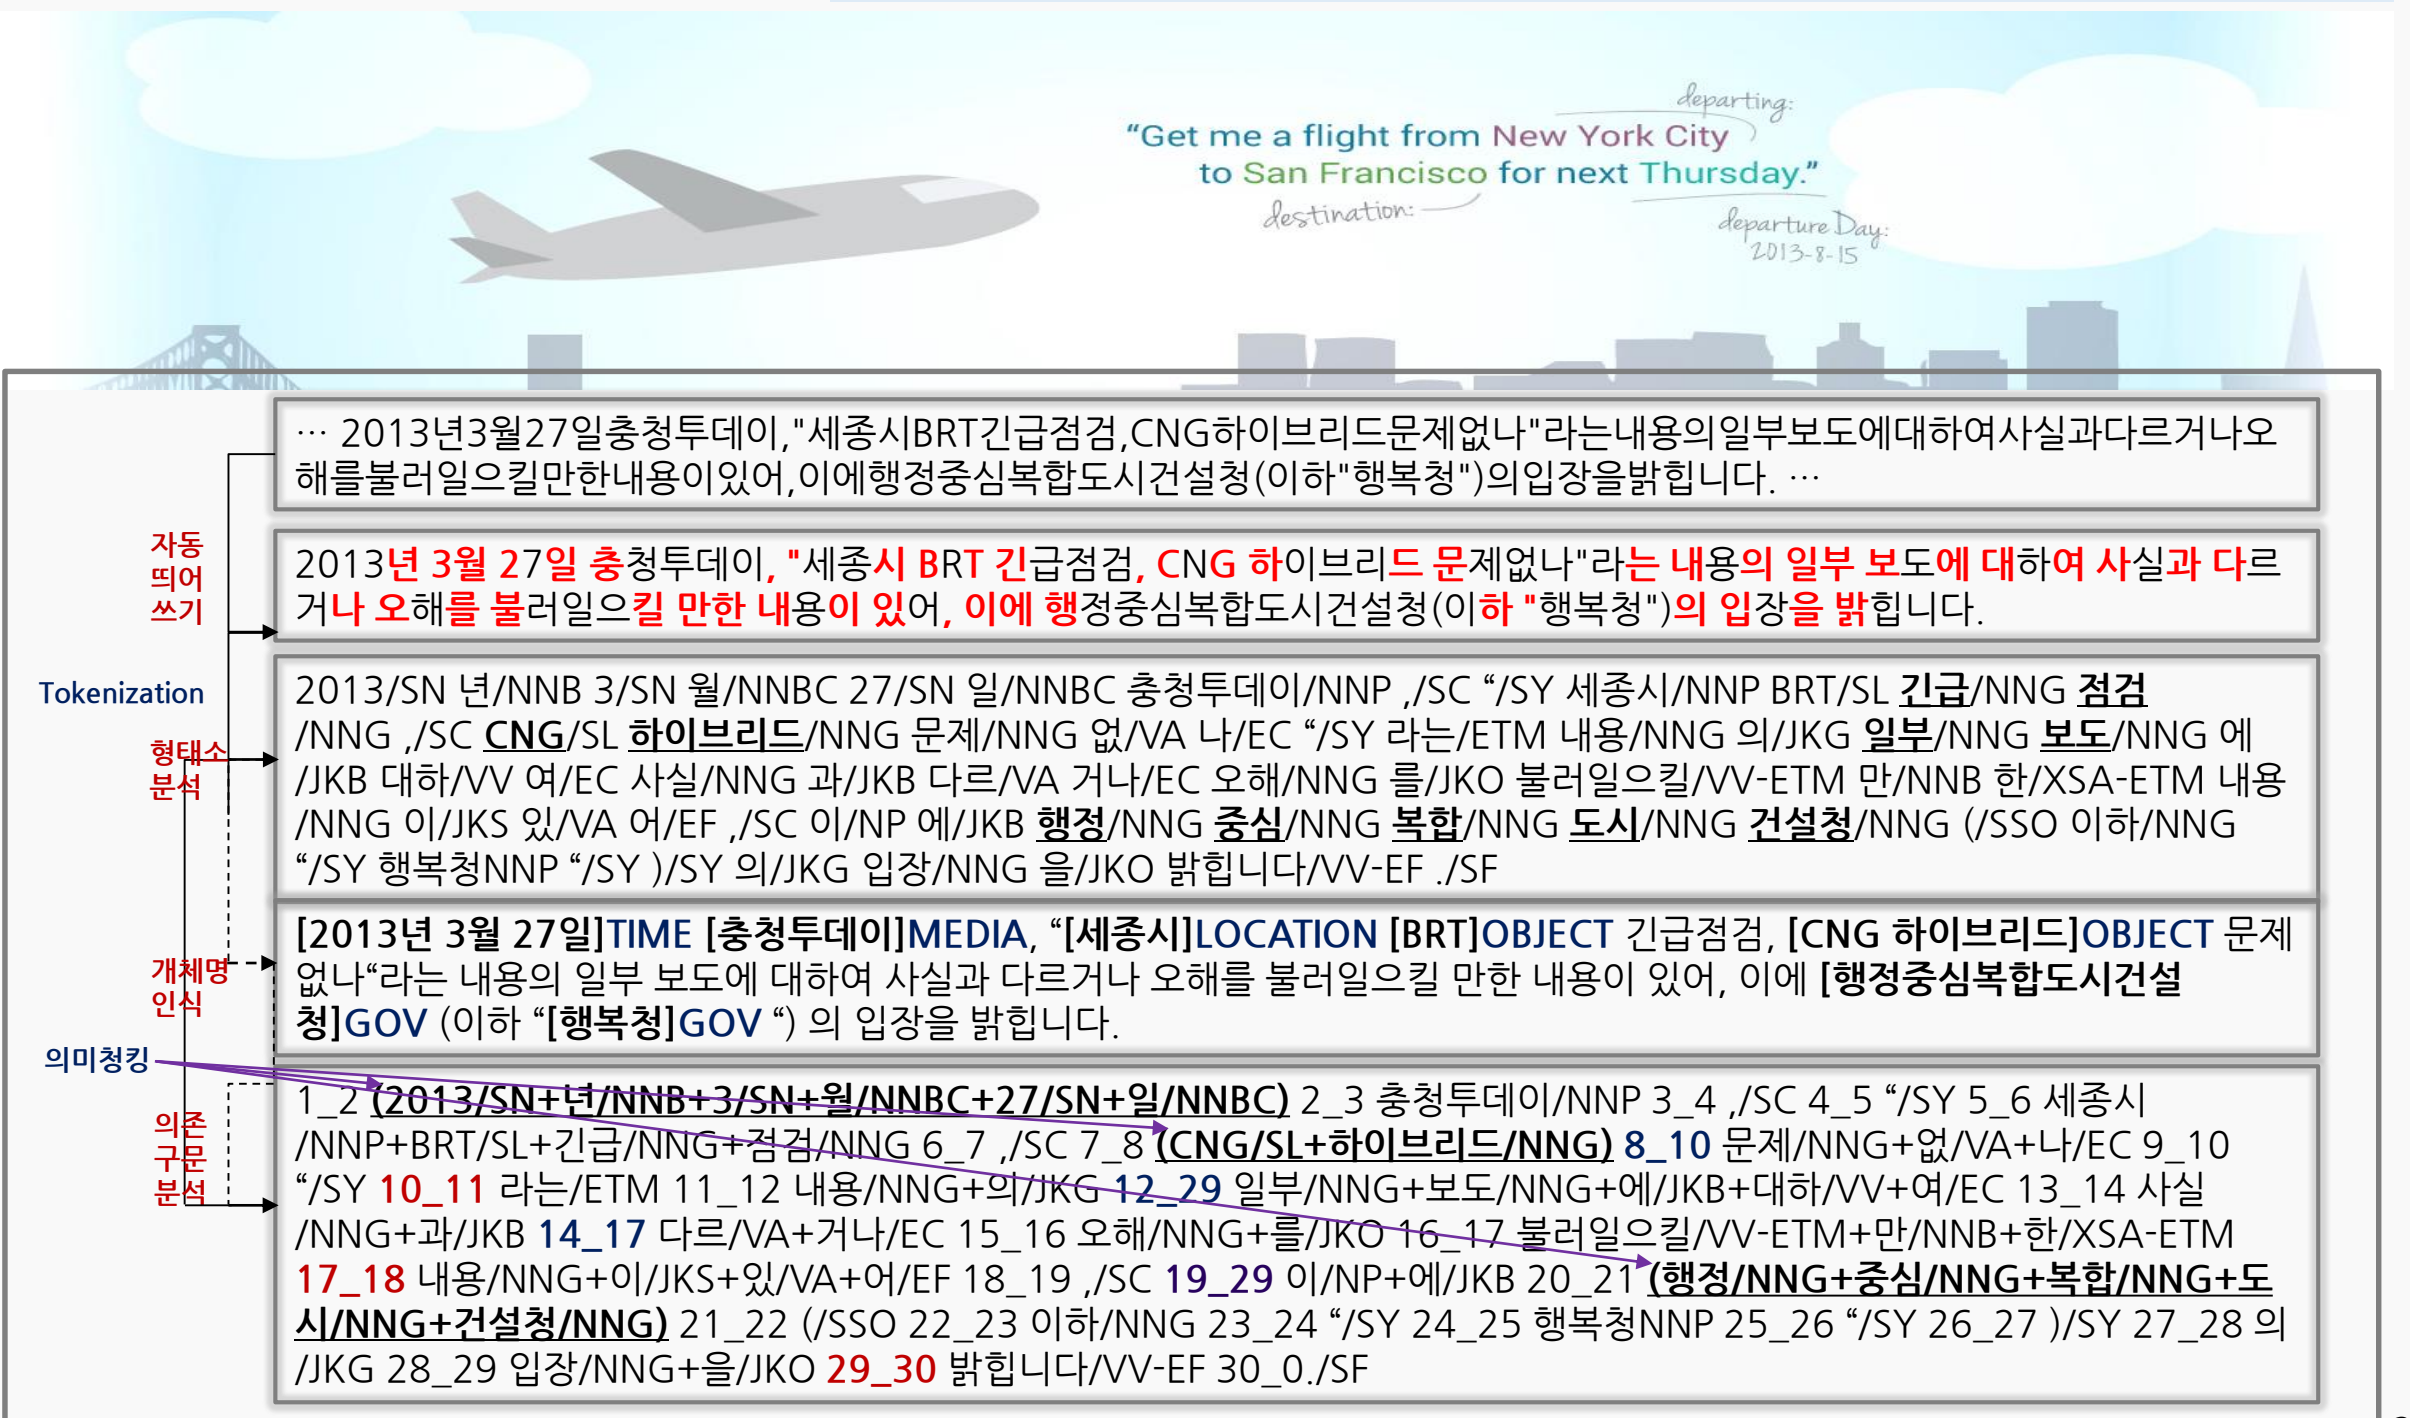 departing:
“Get me a flight from New York City
to San Francisco for next Thursday.”
destination:
departure Day:
2013-8-15
… 2013년3월27일충청투데이,"세종시BRT긴급점검,CNG하이브리드문제없나"라는내용의일부보도에대하여사실과다르거나오
해를불러일으킬만한내용이있어,이에행정중심복합도시건설청(이하"행복청")의입장을밝힙니다. …
자동
띄어
쓰기
2013년 3월 27일 충청투데이, "세종시 BRT 긴급점검, CNG 하이브리드 문제없나"라는 내용의 일부 보도에 대하여 사실과 다르
거나 오해를 불러일으킬 만한 내용이 있어, 이에 행정중심복합도시건설청(이하 "행복청")의 입장을 밝힙니다.
Tokenization
형태소
분석
2013/SN 년/NNB 3/SN 월/NNBC 27/SN 일/NNBC 충청투데이/NNP ,/SC “/SY 세종시/NNP BRT/SL 긴급/NNG 점검
/NNG ,/SC CNG/SL 하이브리드/NNG 문제/NNG 없/VA 나/EC “/SY 라는/ETM 내용/NNG 의/JKG 일부/NNG 보도/NNG 에
/JKB 대하/VV 여/EC 사실/NNG 과/JKB 다르/VA 거나/EC 오해/NNG 를/JKO 불러일으킬/VV-ETM 만/NNB 한/XSA-ETM 내용
/NNG 이/JKS 있/VA 어/EF ,/SC 이/NP 에/JKB 행정/NNG 중심/NNG 복합/NNG 도시/NNG 건설청/NNG (/SSO 이하/NNG
“/SY 행복청NNP “/SY )/SY 의/JKG 입장/NNG 을/JKO 밝힙니다/VV-EF ./SF
개체명
인식
[2013년 3월 27일]TIME [충청투데이]MEDIA, “[세종시]LOCATION [BRT]OBJECT 긴급점검, [CNG 하이브리드]OBJECT 문제
없나“라는 내용의 일부 보도에 대하여 사실과 다르거나 오해를 불러일으킬 만한 내용이 있어, 이에 [행정중심복합도시건설
청]GOV (이하 “[행복청]GOV “) 의 입장을 밝힙니다.
의미청킹
의존
구문
분석
1_2 (2013/SN+년/NNB+3/SN+월/NNBC+27/SN+일/NNBC) 2_3 충청투데이/NNP 3_4 ,/SC 4_5 “/SY 5_6 세종시
/NNP+BRT/SL+긴급/NNG+점검/NNG 6_7 ,/SC 7_8 (CNG/SL+하이브리드/NNG) 8_10 문제/NNG+없/VA+나/EC 9_10
“/SY 10_11 라는/ETM 11_12 내용/NNG+의/JKG 12_29 일부/NNG+보도/NNG+에/JKB+대하/VV+여/EC 13_14 사실
/NNG+과/JKB 14_17 다르/VA+거나/EC 15_16 오해/NNG+를/JKO 16_17 불러일으킬/VV-ETM+만/NNB+한/XSA-ETM
17_18 내용/NNG+이/JKS+있/VA+어/EF 18_19 ,/SC 19_29 이/NP+에/JKB 20_21 (행정/NNG+중심/NNG+복합/NNG+도
시/NNG+건설청/NNG) 21_22 (/SSO 22_23 이하/NNG 23_24 “/SY 24_25 행복청NNP 25_26 “/SY 26_27 )/SY 27_28 의
/JKG 28_29 입장/NNG+을/JKO 29_30 밝힙니다/VV-EF 30_0./SF